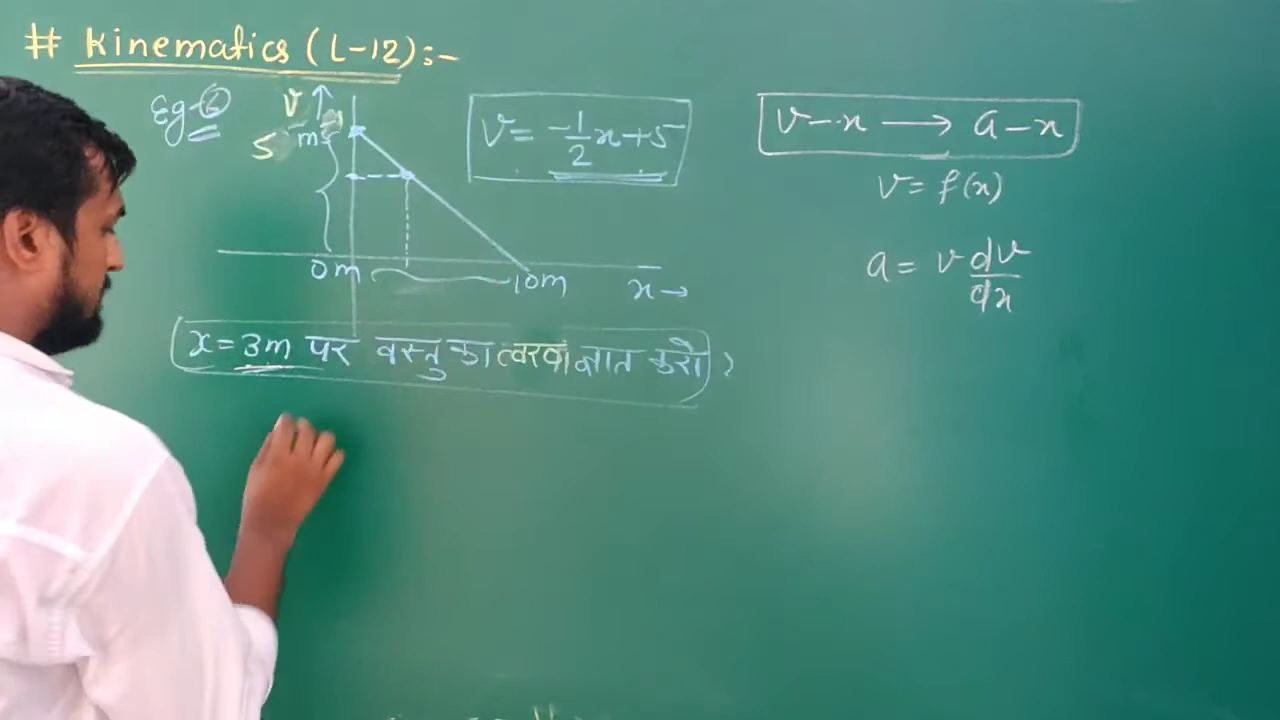 # Kinematics (L-12):-
Eg-6
v
5 m/s
v = -1/2 x + 5
v-x → a-x
v = f(x)
a = v dv/dx
0m 10m x →
x = 3m पर वस्तु का त्वरण ज्ञात करो ?